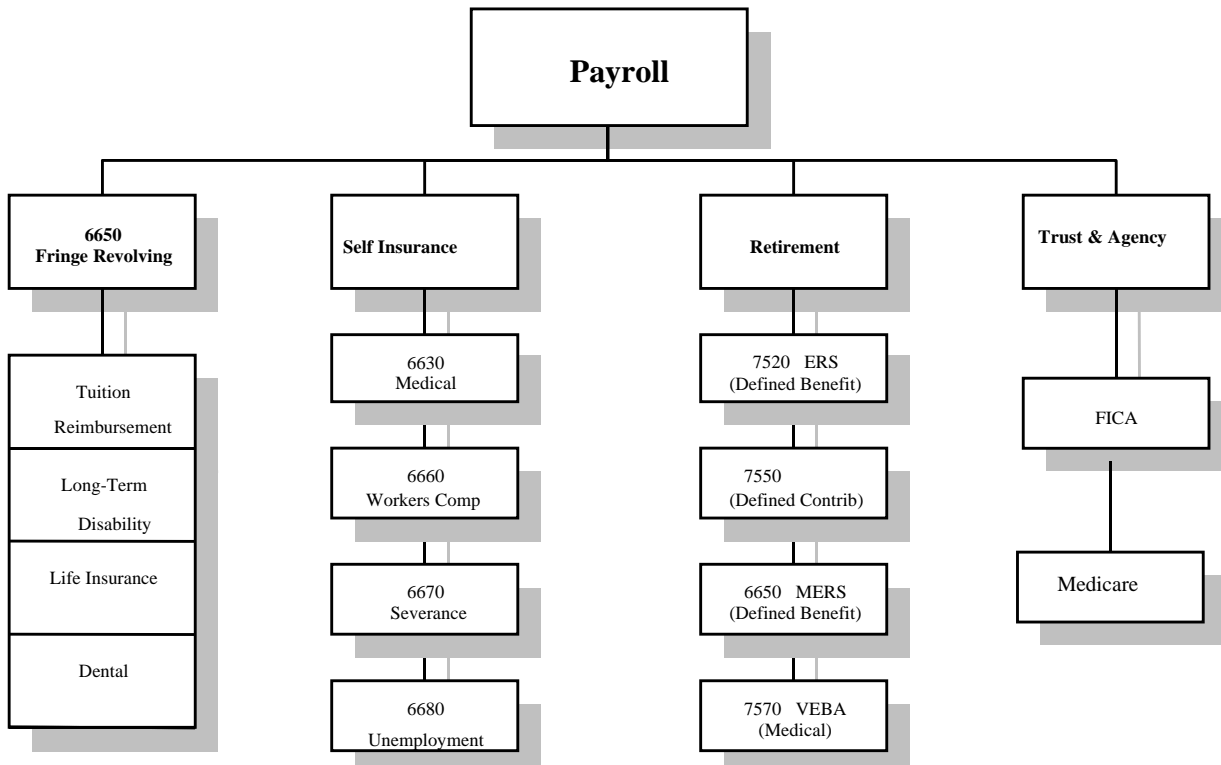 Payroll
6650
Fringe Revolving
Tuition
Reimbursement
Long-Term
Disability
Life Insurance
Dental
Self Insurance
6630
Medical
6660
Workers Comp
6670
Severance
6680
Unemployment
Retirement
7520 ERS
(Defined Benefit)
7550
(Defined Contrib)
6650 MERS
(Defined Benefit)
7570 VEBA
(Medical)
Trust & Agency
FICA
Medicare